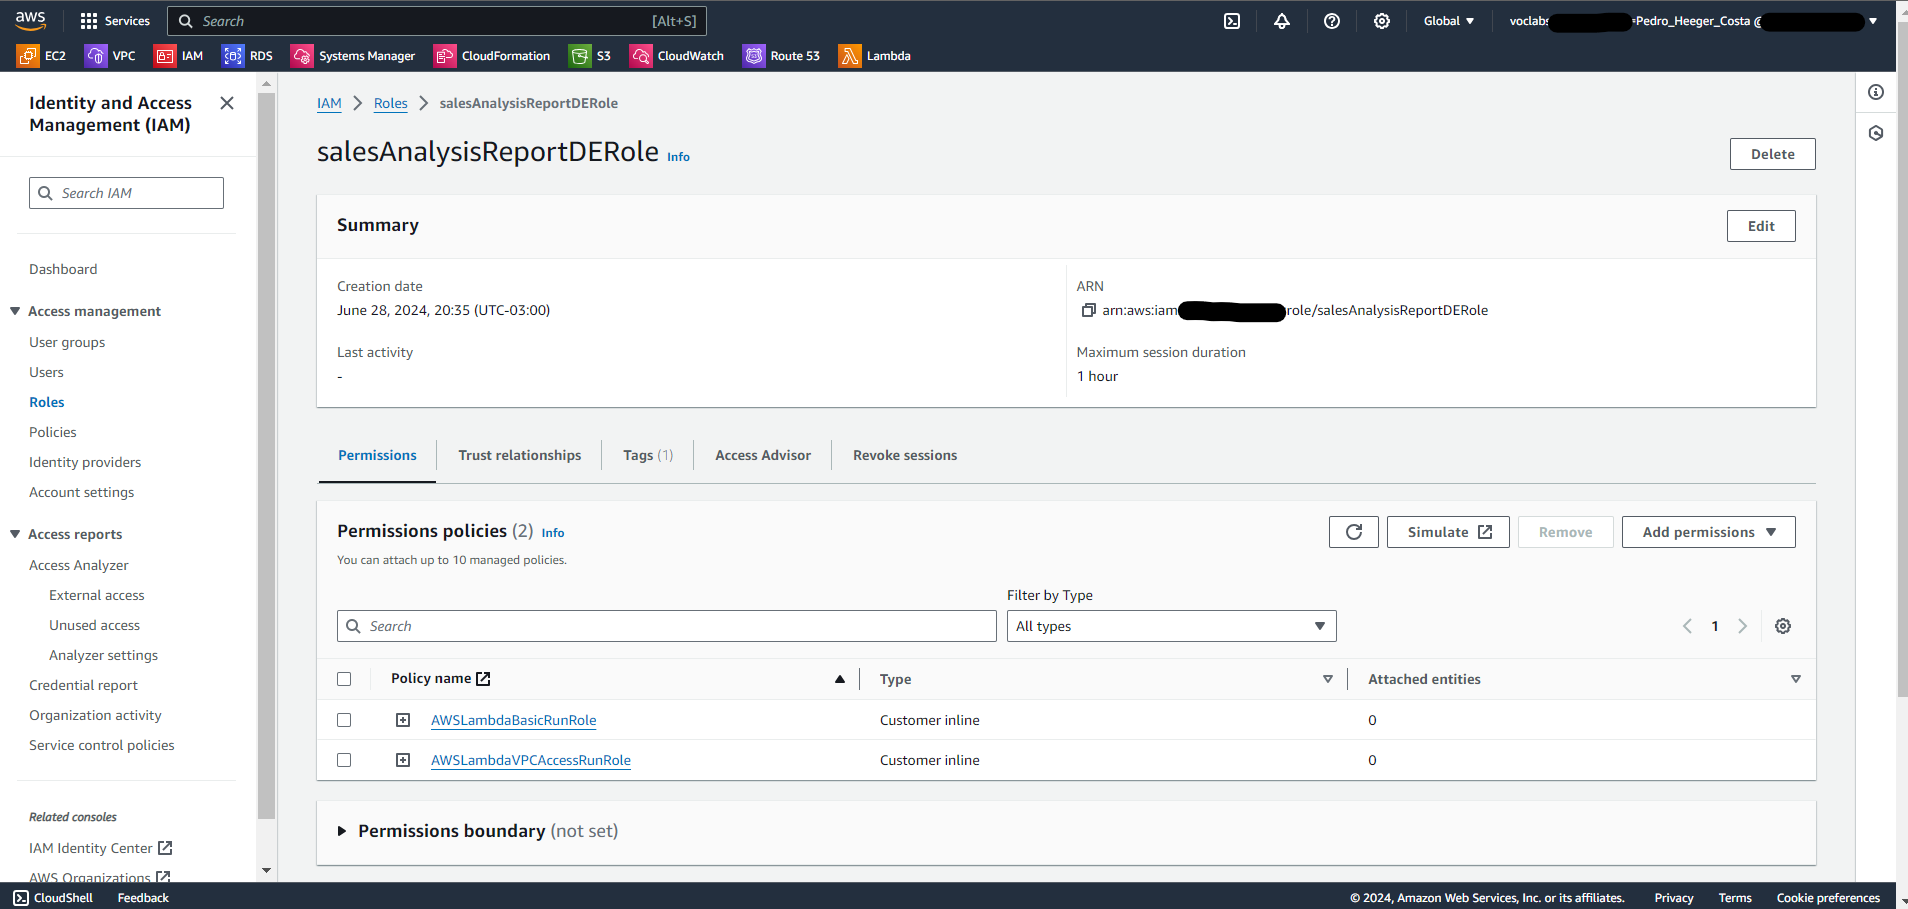 aws Services Search [Alt+S] Global voclabs =Pedro_Heeger_Costa @
EC2 VPC IAM RDS Systems Manager CloudFormation S3 CloudWatch Route 53 Lambda
Identity and Access
Management (IAM)
Search IAM
Dashboard
Access management
User groups
Users
Roles
Policies
Identity providers
Account settings
Access reports
Access Analyzer
External access
Unused access
Analyzer settings
Credential report
Organization activity
Service control policies
Related consoles
IAM Identity Center
AWS Organizations
IAM > Roles > salesAnalysisReportDERole
salesAnalysisReportDERole Info
Delete
Summary
Edit
Creation date
June 28, 2024, 20:35 (UTC-03:00)
ARN
arn:aws:iam role/salesAnalysisReportDERole
Last activity
-
Maximum session duration
1 hour
Permissions Trust relationships Tags (1) Access Advisor Revoke sessions
Permissions policies (2) Info
You can attach up to 10 managed policies.
Simulate Remove Add permissions
Filter by Type
Search All types 1
Policy name Type Attached entities
AWSLambdaBasicRunRole Customer inline 0
AWSLambdaVPCAccessRunRole Customer inline 0
Permissions boundary (not set)
CloudShell Feedback © 2024, Amazon Web Services, Inc. or its affiliates. Privacy Terms Cookie preferences